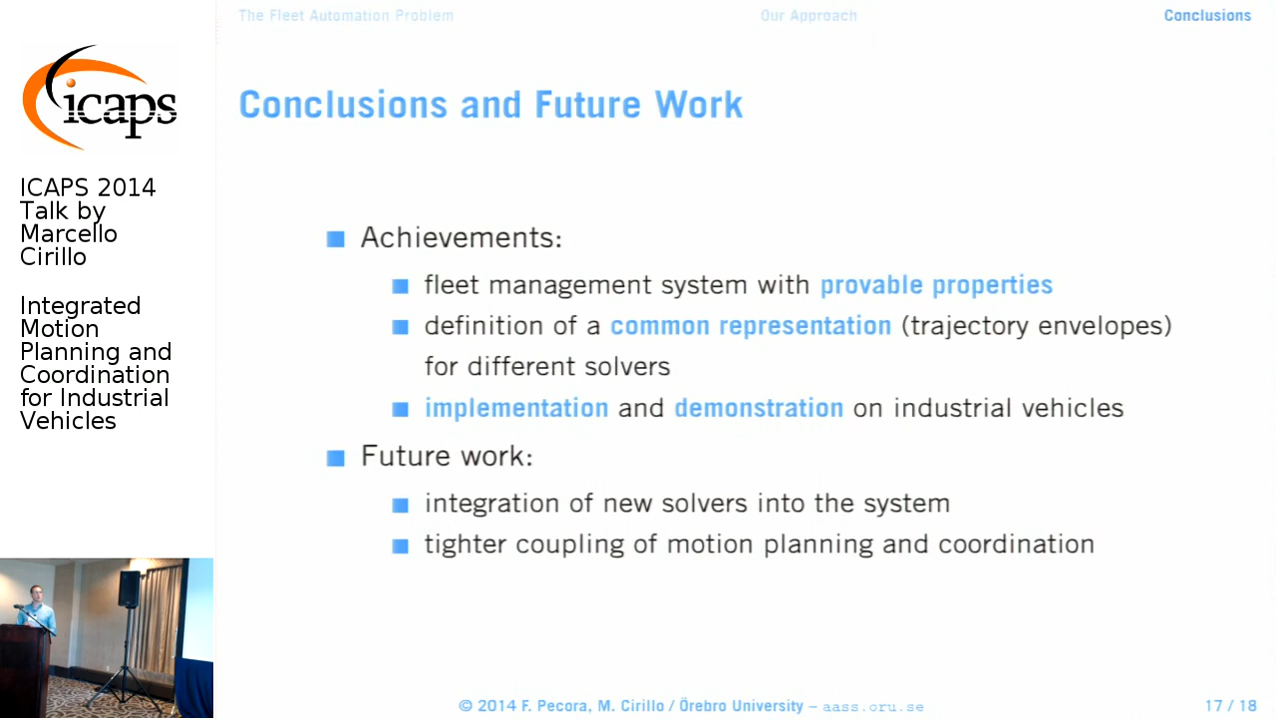 The Fleet Automation Problem
Our Approach
Conclusions
icaps
ICAPS 2014
Talk by
Marcello
Cirillo
Integrated
Motion
Planning and
Coordination
for Industrial
Vehicles
Conclusions and Future Work
Achievements:
fleet management system with provable properties
definition of a common representation (trajectory envelopes)
for different solvers
implementation and demonstration on industrial vehicles
Future work:
integration of new solvers into the system
tighter coupling of motion planning and coordination
© 2014 F. Pecora, M. Cirillo / Örebro University – aass.oru.se
17 / 18